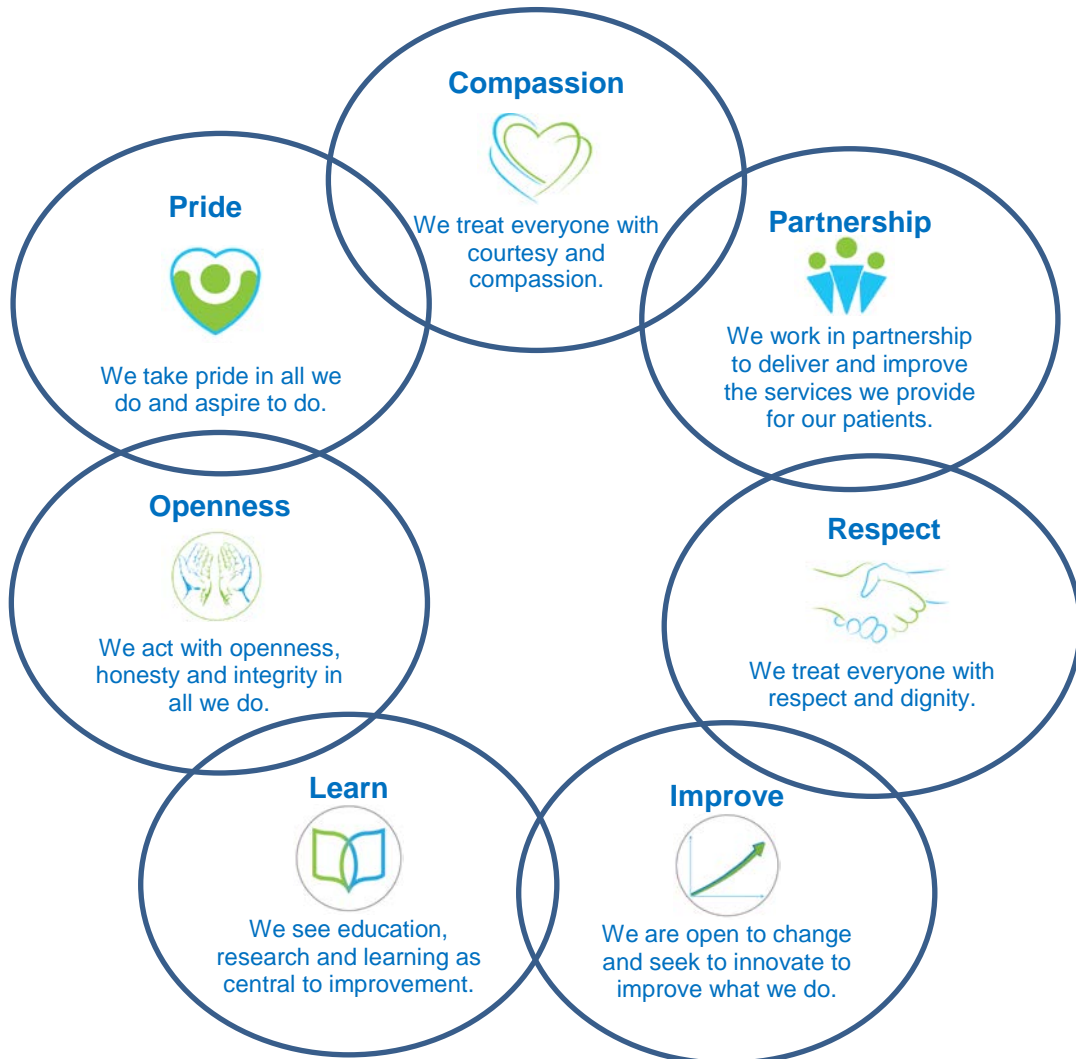 Compassion
We treat everyone with
courtesy and
compassion.
Pride
We take pride in all we
do and aspire to do.
Partnership
We work in partnership
to deliver and improve
the services we provide
for our patients.
Openness
We act with openness,
honesty and integrity in
all we do.
Respect
We treat everyone with
respect and dignity.
Learn
We see education,
research and learning as
central to improvement.
Improve
We are open to change
and seek to innovate to
improve what we do.